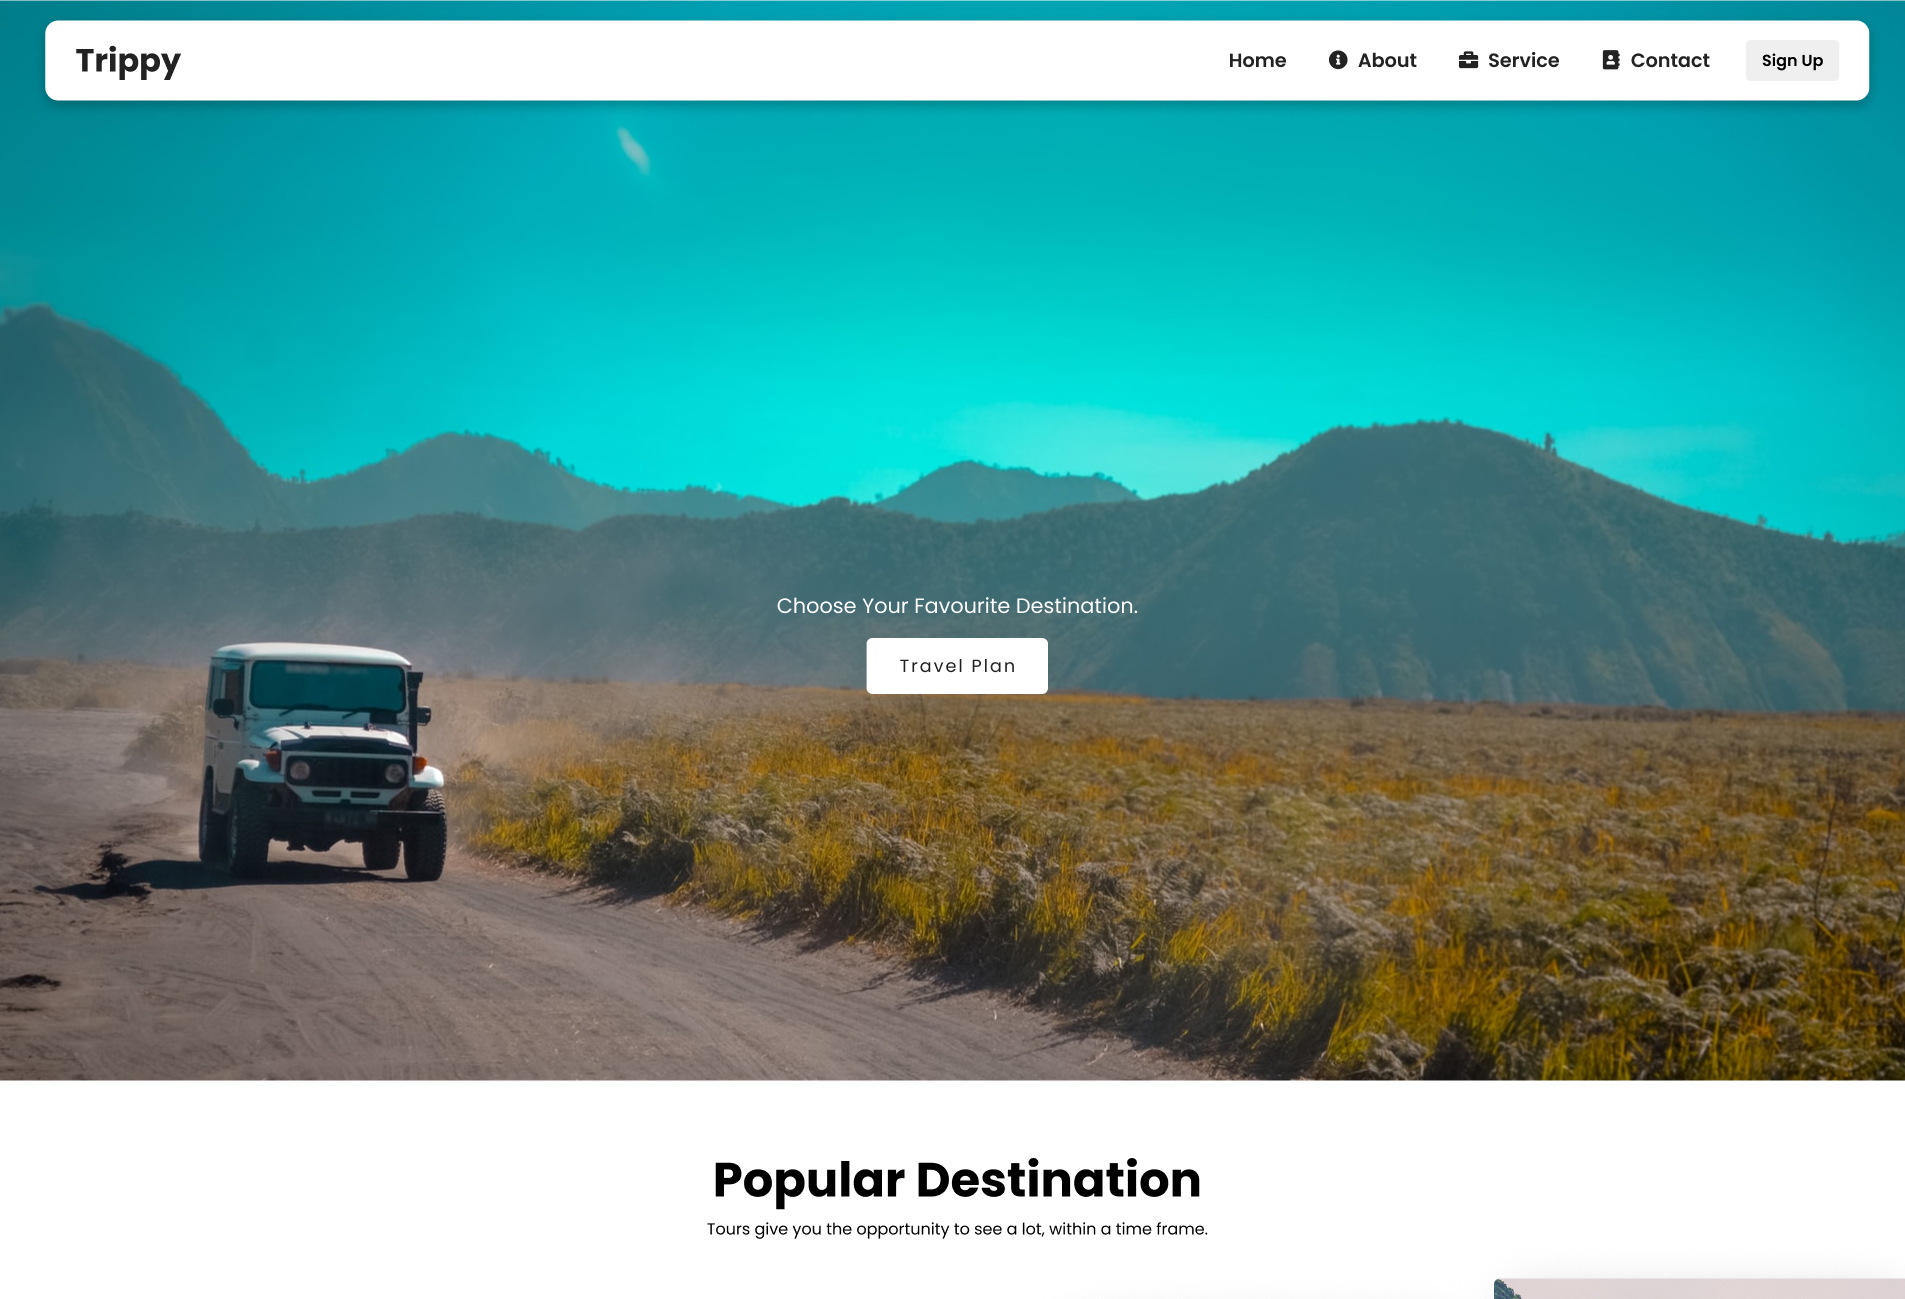 Trippy
Home About Service Contact Sign Up
Choose Your Favourite Destination.
Travel Plan
Popular Destination
Tours give you the opportunity to see a lot, within a time frame.